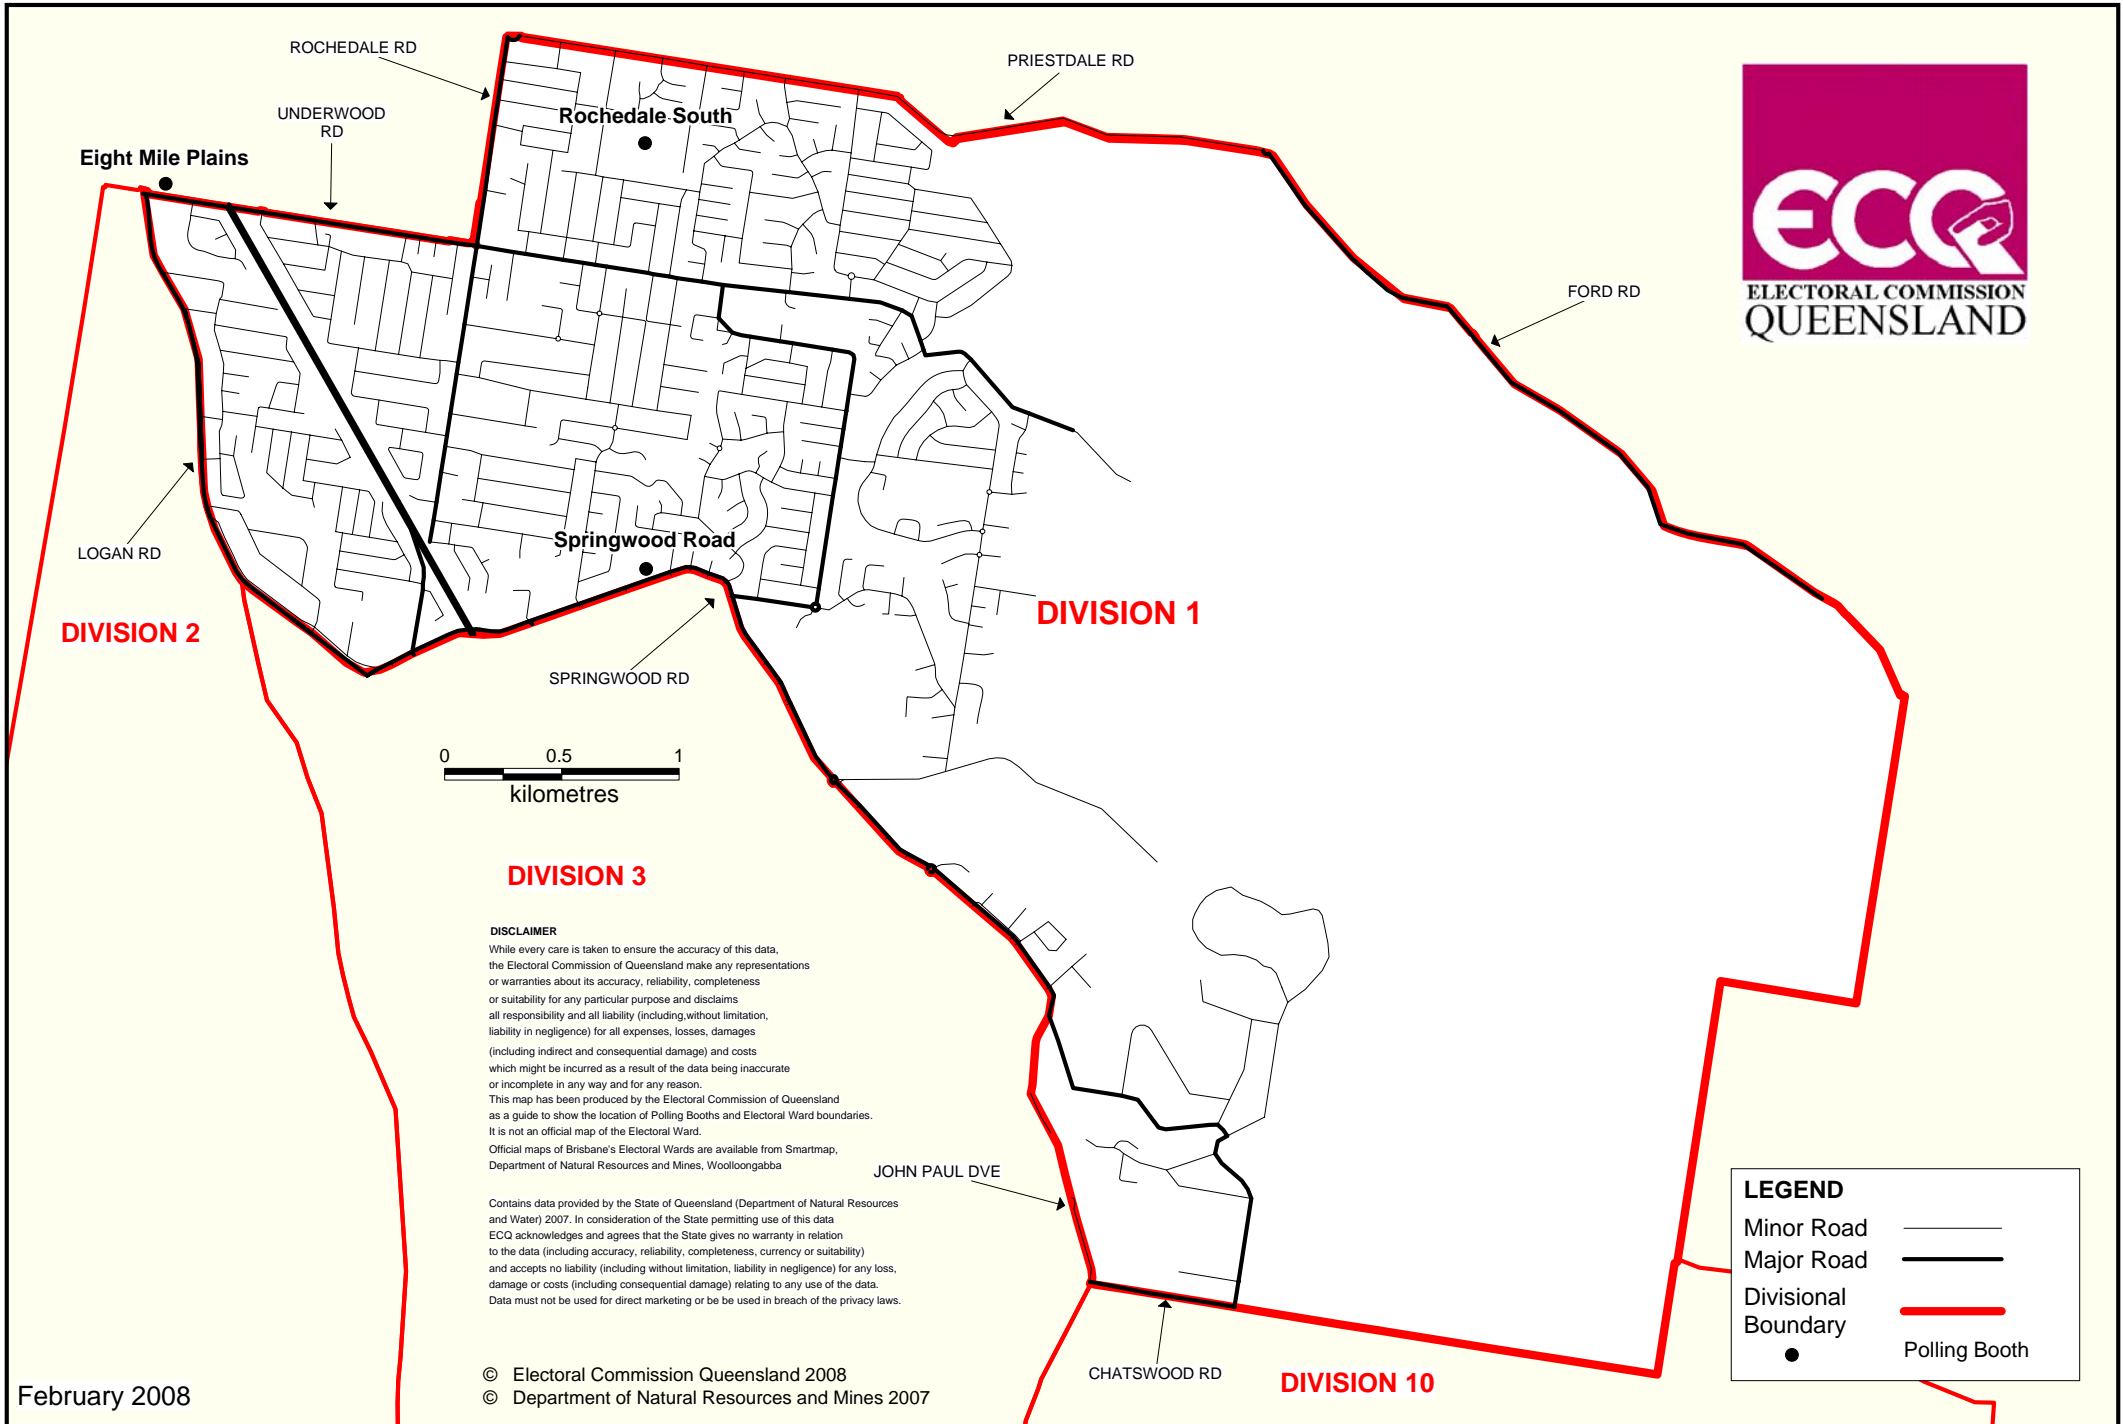 ROCHEDALE RD
PRIESTDALE RD
UNDERWOOD
RD
Rochedale South
Eight Mile Plains
ECQ
ELECTORAL COMMISSION
QUEENSLAND
FORD RD
LOGAN RD
Springwood Road
DIVISION 1
DIVISION 2
SPRINGWOOD RD
0 0.5 1
kilometres
DIVISION 3
DISCLAIMER
While every care is taken to ensure the accuracy of this data,
the Electoral Commission of Queensland make any representations
or warranties about its accuracy, reliability, completeness
or suitability for any particular purpose and disclaims
all responsibility and all liability (including,without limitation,
liability in negligence) for all expenses, losses, damages
(including indirect and consequential damage) and costs
which might be incurred as a result of the data being inaccurate
or incomplete in any way and for any reason.
This map has been produced by the Electoral Commission of Queensland
as a guide to show the location of Polling Booths and Electoral Ward boundaries.
It is not an official map of the Electoral Ward.
Official maps of Brisbane's Electoral Wards are available from Smartmap,
Department of Natural Resources and Mines, Woolloongabba
Contains data provided by the State of Queensland (Department of Natural Resources
and Water) 2007. In consideration of the State permitting use of this data
ECQ acknowledges and agrees that the State gives no warranty in relation
to the data (including accuracy, reliability, completeness, currency or suitability)
and accepts no liability (including without limitation, liability in negligence) for any loss,
damage or costs (including consequential damage) relating to any use of the data.
Data must not be used for direct marketing or be be used in breach of the privacy laws.
JOHN PAUL DVE
LEGEND
Minor Road
Major Road
Divisional
Boundary
Polling Booth
CHATSWOOD RD
DIVISION 10
© Electoral Commission Queensland 2008
© Department of Natural Resources and Mines 2007
February 2008